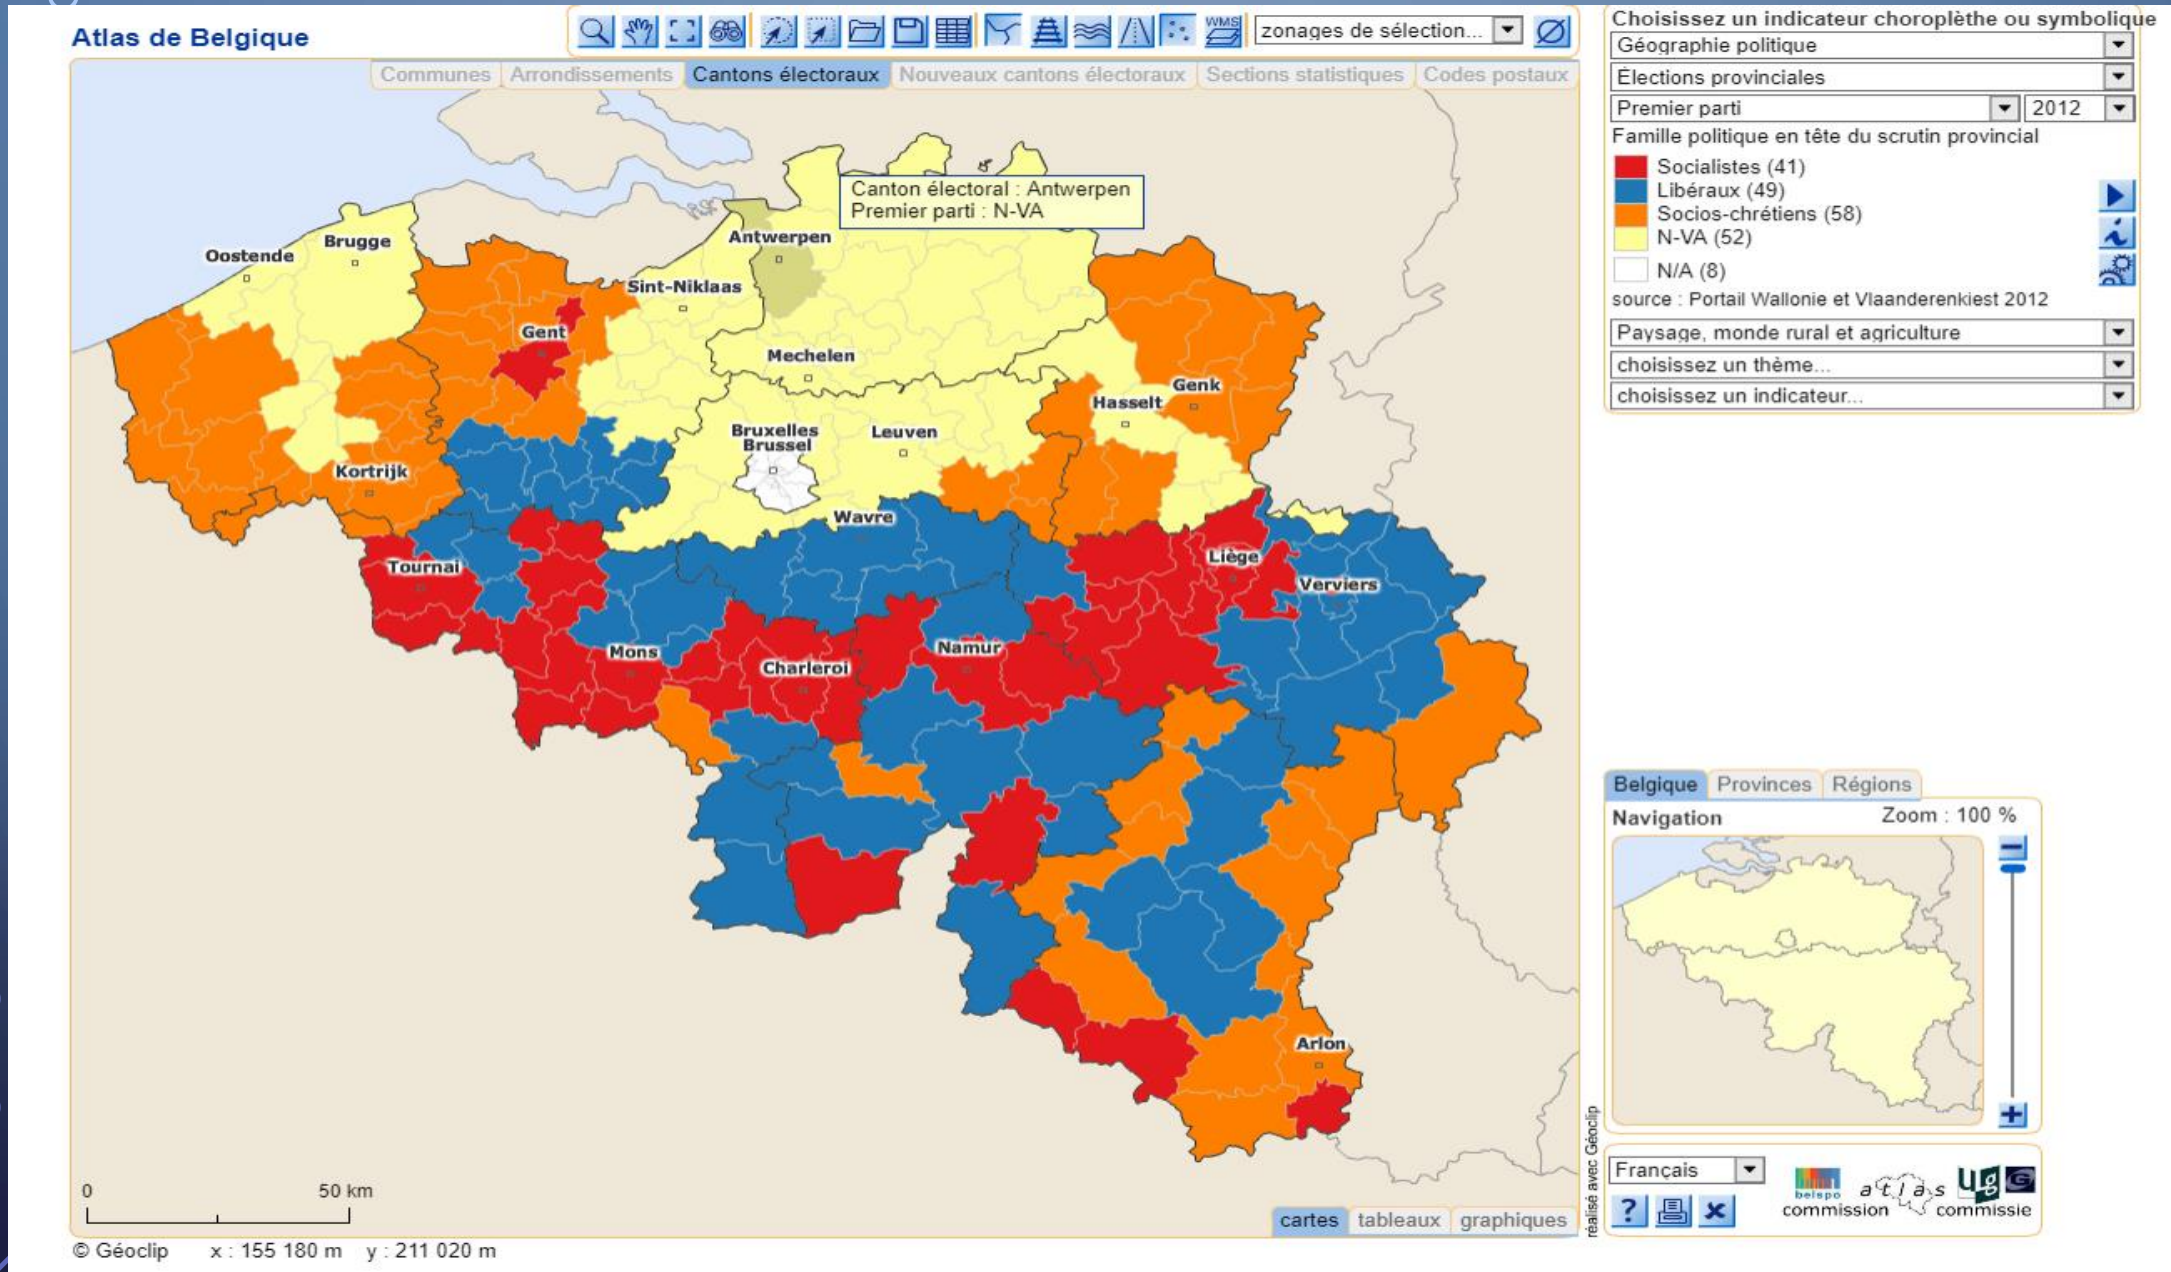 Atlas de Belgique
WMS
zonages de sélection...
Communes
Arrondissements
Cantons électoraux
Nouveaux cantons électoraux
Sections statistiques
Codes postaux
Canton électoral : Antwerpen
Premier parti : N-VA
Oostende
Brugge
Antwerpen
Sint-Niklaas
Gent
Mechelen
Genk
Hasselt
Bruxelles
Brussel
Leuven
Kortrijk
Wavre
Tournai
Liège
Verviers
Mons
Charleroi
Namur
Arlon
0
50 km
cartes
tableaux
graphiques
© Géoclip x : 155 180 m y : 211 020 m
réalisé avec Géoclip
Choisissez un indicateur choroplèthe ou symbolique
Géographie politique
Élections provinciales
Premier parti
2012
Famille politique en tête du scrutin provincial
Socialistes (41)
Libéraux (49)
Socios-chrétiens (58)
N-VA (52)
N/A (8)
source : Portail Wallonie et Vlaanderenkiest 2012
Paysage, monde rural et agriculture
choisissez un thème...
choisissez un indicateur...
Belgique
Provinces
Régions
Navigation
Zoom : 100 %
Français
?
belspo
atlas
commission
commissie
ug
G